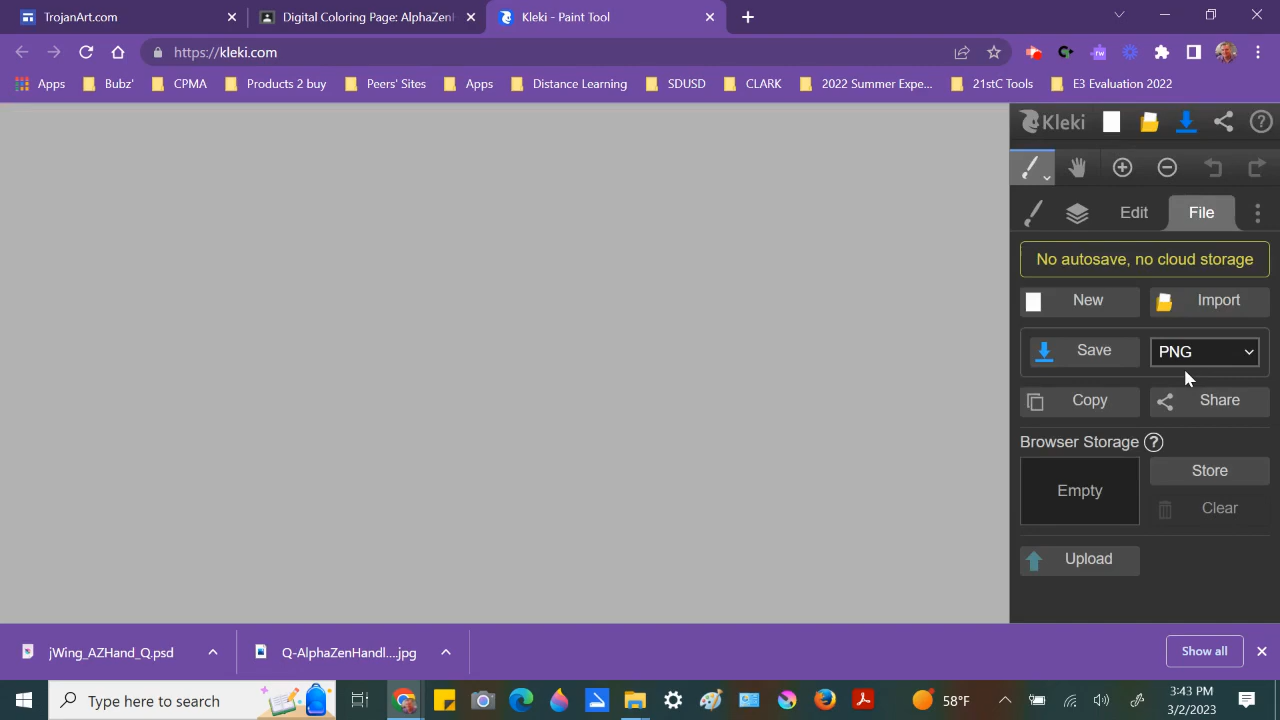 TrojanArt.com
Digital Coloring Page: AlphaZenH
Kleki - Paint Tool
https://kleki.com
Apps
Bubz'
CPMA
Products 2 buy
Peers' Sites
Apps
Distance Learning
SDUSD
CLARK
2022 Summer Expe...
21stC Tools
E3 Evaluation 2022
Kleki
Edit
File
No autosave, no cloud storage
New
Import
Save
PNG
Copy
Share
Browser Storage
Empty
Store
Clear
Upload
jWing_AZHand_Q.psd
Q-AlphaZenHandl....jpg
Show all
Type here to search
58°F
3:43 PM
3/2/2023